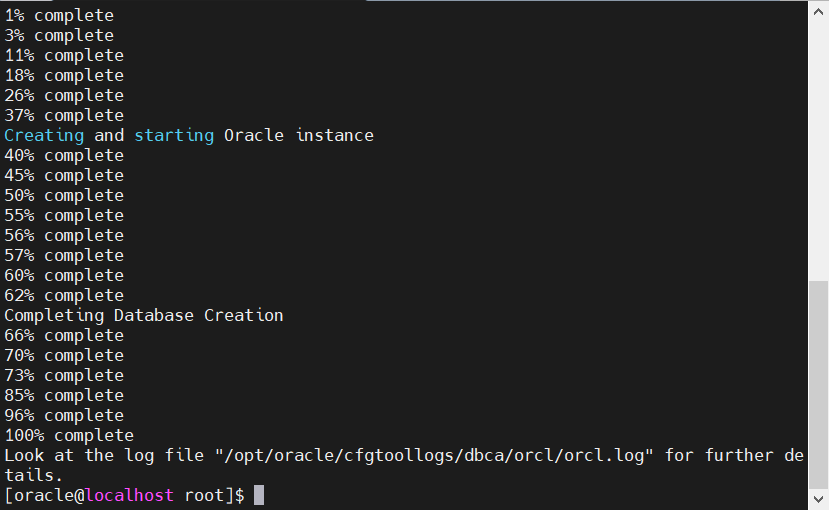 1% complete
3% complete
11% complete
18% complete
26% complete
37% complete
Creating and starting Oracle instance
40% complete
45% complete
50% complete
55% complete
56% complete
57% complete
60% complete
62% complete
Completing Database Creation
66% complete
70% complete
73% complete
85% complete
96% complete
100% complete
Look at the log file "/opt/oracle/cfgtoollogs/dbca/orcl/orcl.log" for further de
tails.
[oracle@localhost root]$